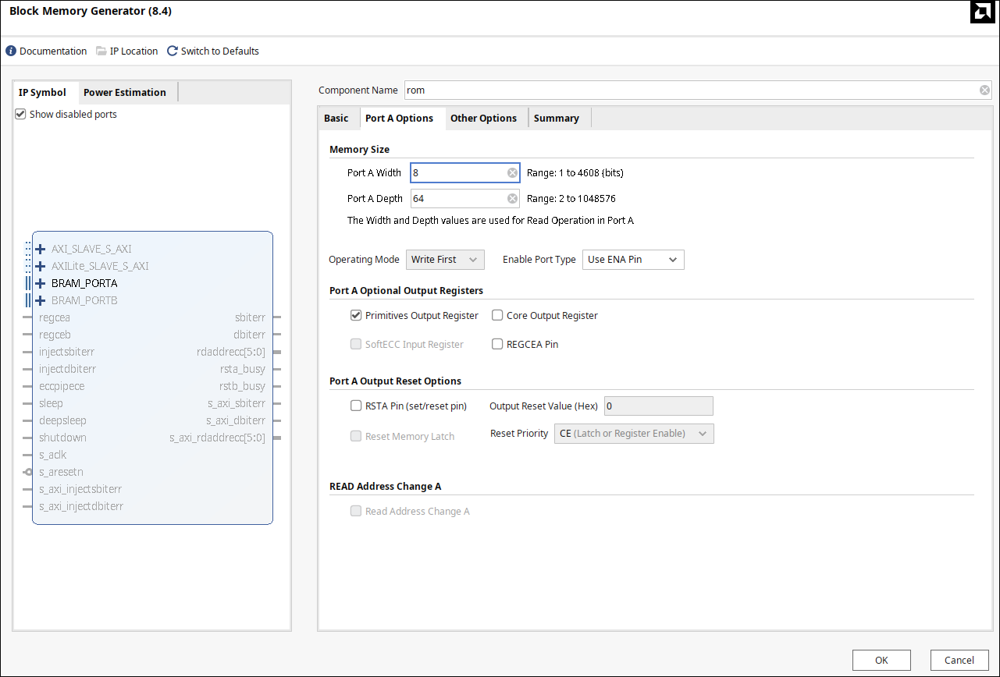 Block Memory Generator (8.4)
Documentation IP Location Switch to Defaults
IP Symbol Power Estimation
Show disabled ports
AXI_SLAVE_S_AXI
AXILite_SLAVE_S_AXI
BRAM_PORTA
BRAM_PORTB
regcea sbiterr
regceb dbiterr
injectsbiterr rdaddrecc[5:0]
injectdbiterr rsta_busy
eccpipece rstb_busy
sleep s_axi_sbiterr
deepsleep s_axi_dbiterr
shutdown s_axi_rdaddrecc[5:0]
s_aclk
s_aresetn
s_axi_injectsbiterr
s_axi_injectdbiterr
Component Name rom
Basic Port A Options Other Options Summary
Memory Size
Port A Width 8 Range: 1 to 4608 (bits)
Port A Depth 64 Range: 2 to 1048576
The Width and Depth values are used for Read Operation in Port A
Operating Mode Write First Enable Port Type Use ENA Pin
Port A Optional Output Registers
Primitives Output Register Core Output Register
SoftECC Input Register REGCEA Pin
Port A Output Reset Options
RSTA Pin (set/reset pin) Output Reset Value (Hex) 0
Reset Memory Latch Reset Priority CE (Latch or Register Enable)
READ Address Change A
Read Address Change A
OK Cancel